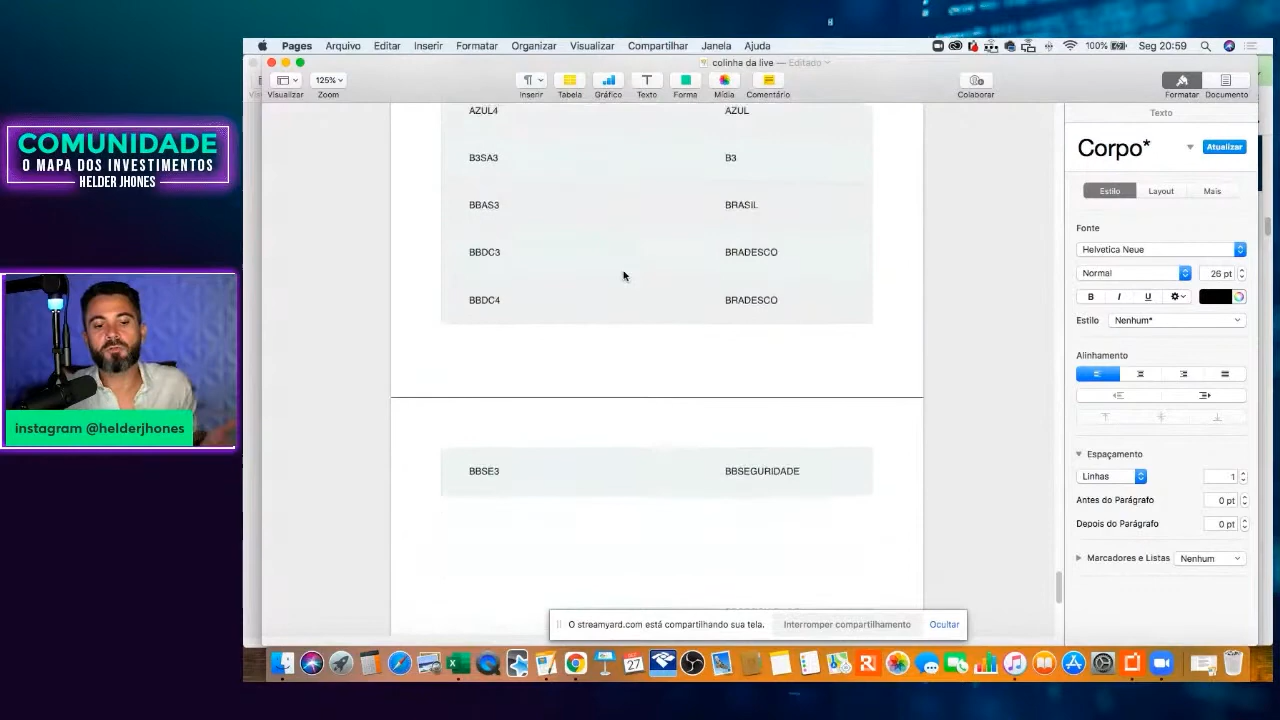 COMUNIDADE
O MAPA DOS INVESTIMENTOS
HELDER JHONES
instagram @helderjhones
Pages Arquivo Editar Inserir Formatar Organizar Visualizar Compartilhar Janela Ajuda 100% Seg 20:59
colinha da live — Editado
125%
Visualizar Zoom Inserir Tabela Gráfico Texto Forma Mídia Comentário Colaborar Formatar Documento
AZUL4 AZUL
B3SA3 B3
BBAS3 BRASIL
BBDC3 BRADESCO
BBDC4 BRADESCO
BBSE3 BBSEGURIDADE
Texto
Corpo* Atualizar
Estilo Layout Mais
Fonte
Helvetica Neue
Normal 26 pt
B I U
Estilo Nenhum*
Alinhamento
Espaçamento
Linhas 1
Antes do Parágrafo 0 pt
Depois do Parágrafo 0 pt
Marcadores e Listas Nenhum
O streamyard.com está compartilhando sua tela. Interromper compartilhamento Ocultar
27